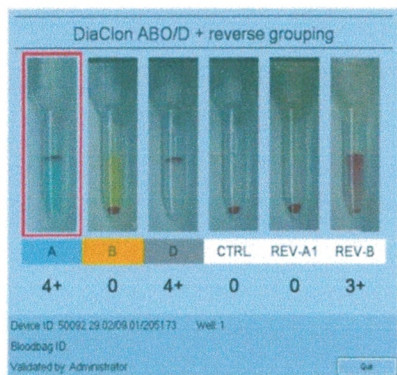 DiaClon ABO/D + reverse grouping
A B D CTRL REV-A1 REV-B
4+ 0 4+ 0 0 3+
Device ID: 50092.29.02/09.01/205173 Well: 1
Bloodbag ID:
Validated by: Administrator